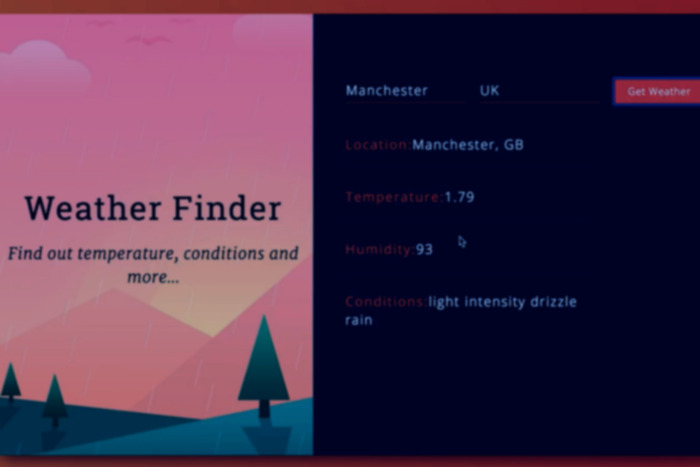 Weather Finder
Find out temperature, conditions and
more...
Manchester UK Get Weather
Location:Manchester, GB
Temperature:1.79
Humidity:93
Conditions:light intensity drizzle
rain